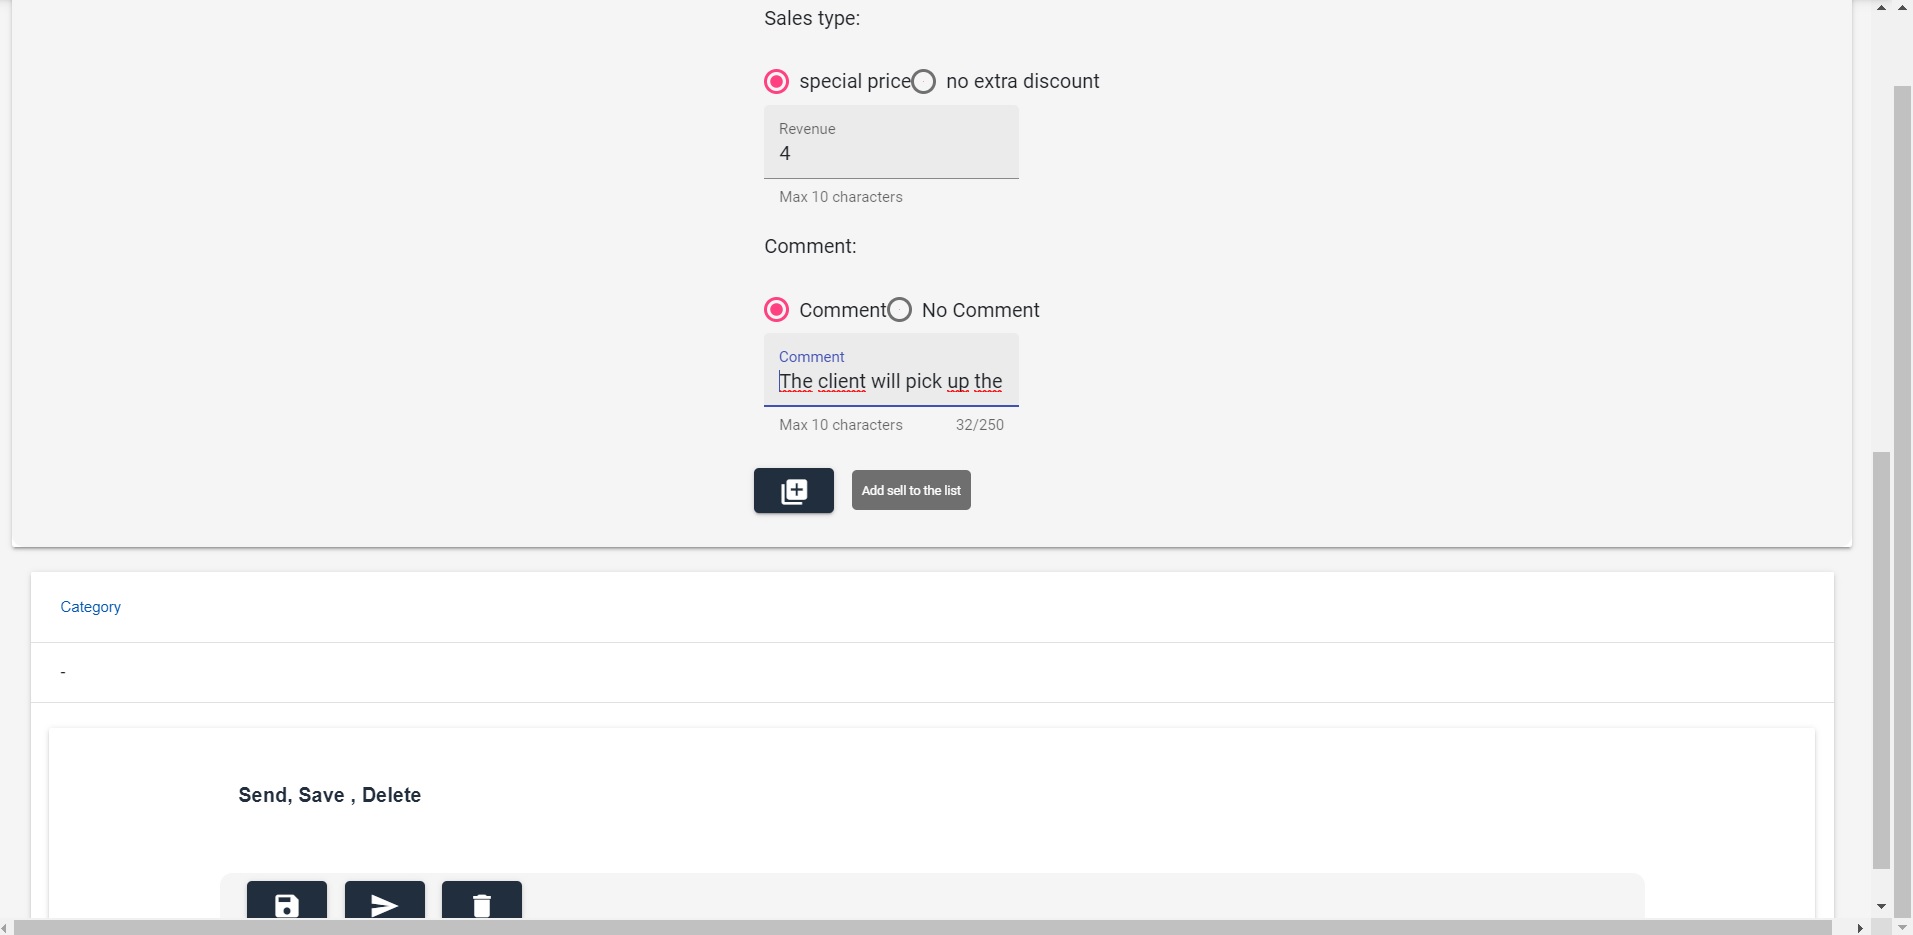 Sales type:
special price no extra discount
Revenue
4
Max 10 characters
Comment:
Comment No Comment
Comment
The client will pick up the
Max 10 characters 32/250
Add sell to the list
Category
-
Send, Save , Delete